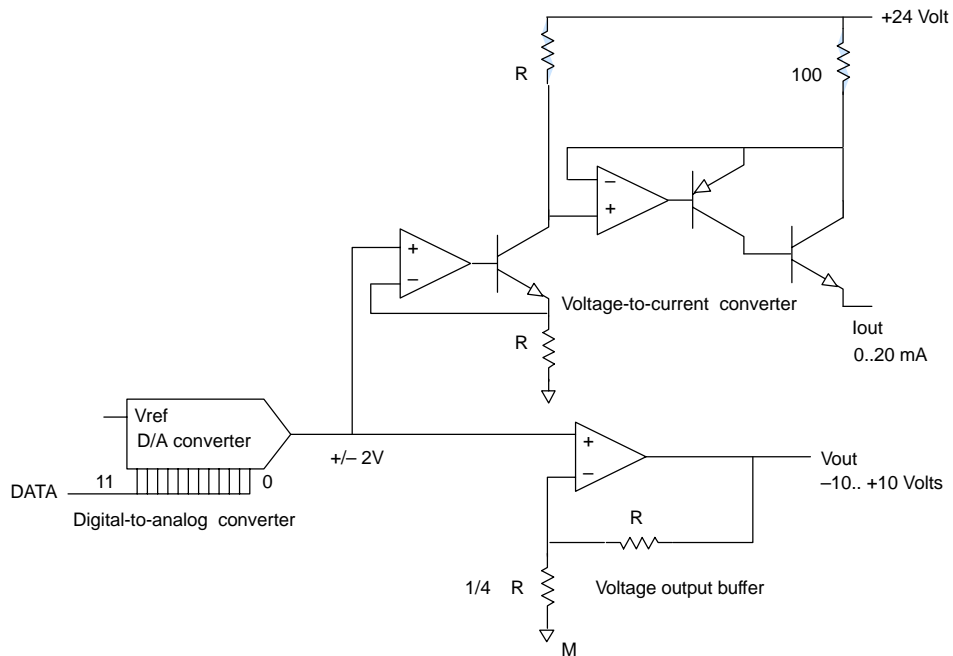 +24 Volt
R
100
–
+
+
–
Voltage-to-current converter
R
Iout
0..20 mA
Vref
D/A converter
+/– 2V
+
–
Vout
–10.. +10 Volts
DATA
11
0
Digital-to-analog converter
R
1/4 R
Voltage output buffer
M